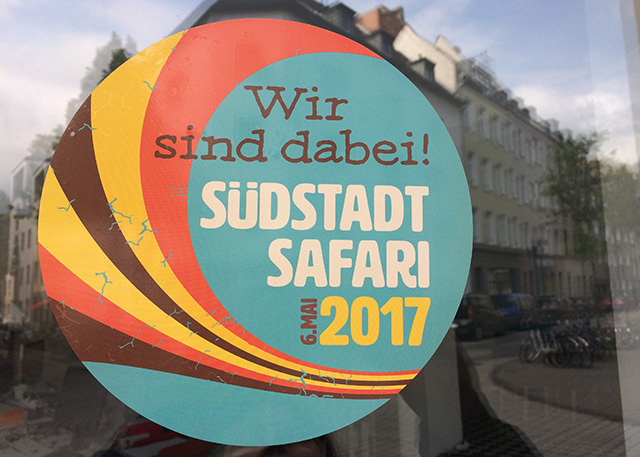 Wir
sind dabei!
SÜDSTADT
SAFARI
6.MAI 2017